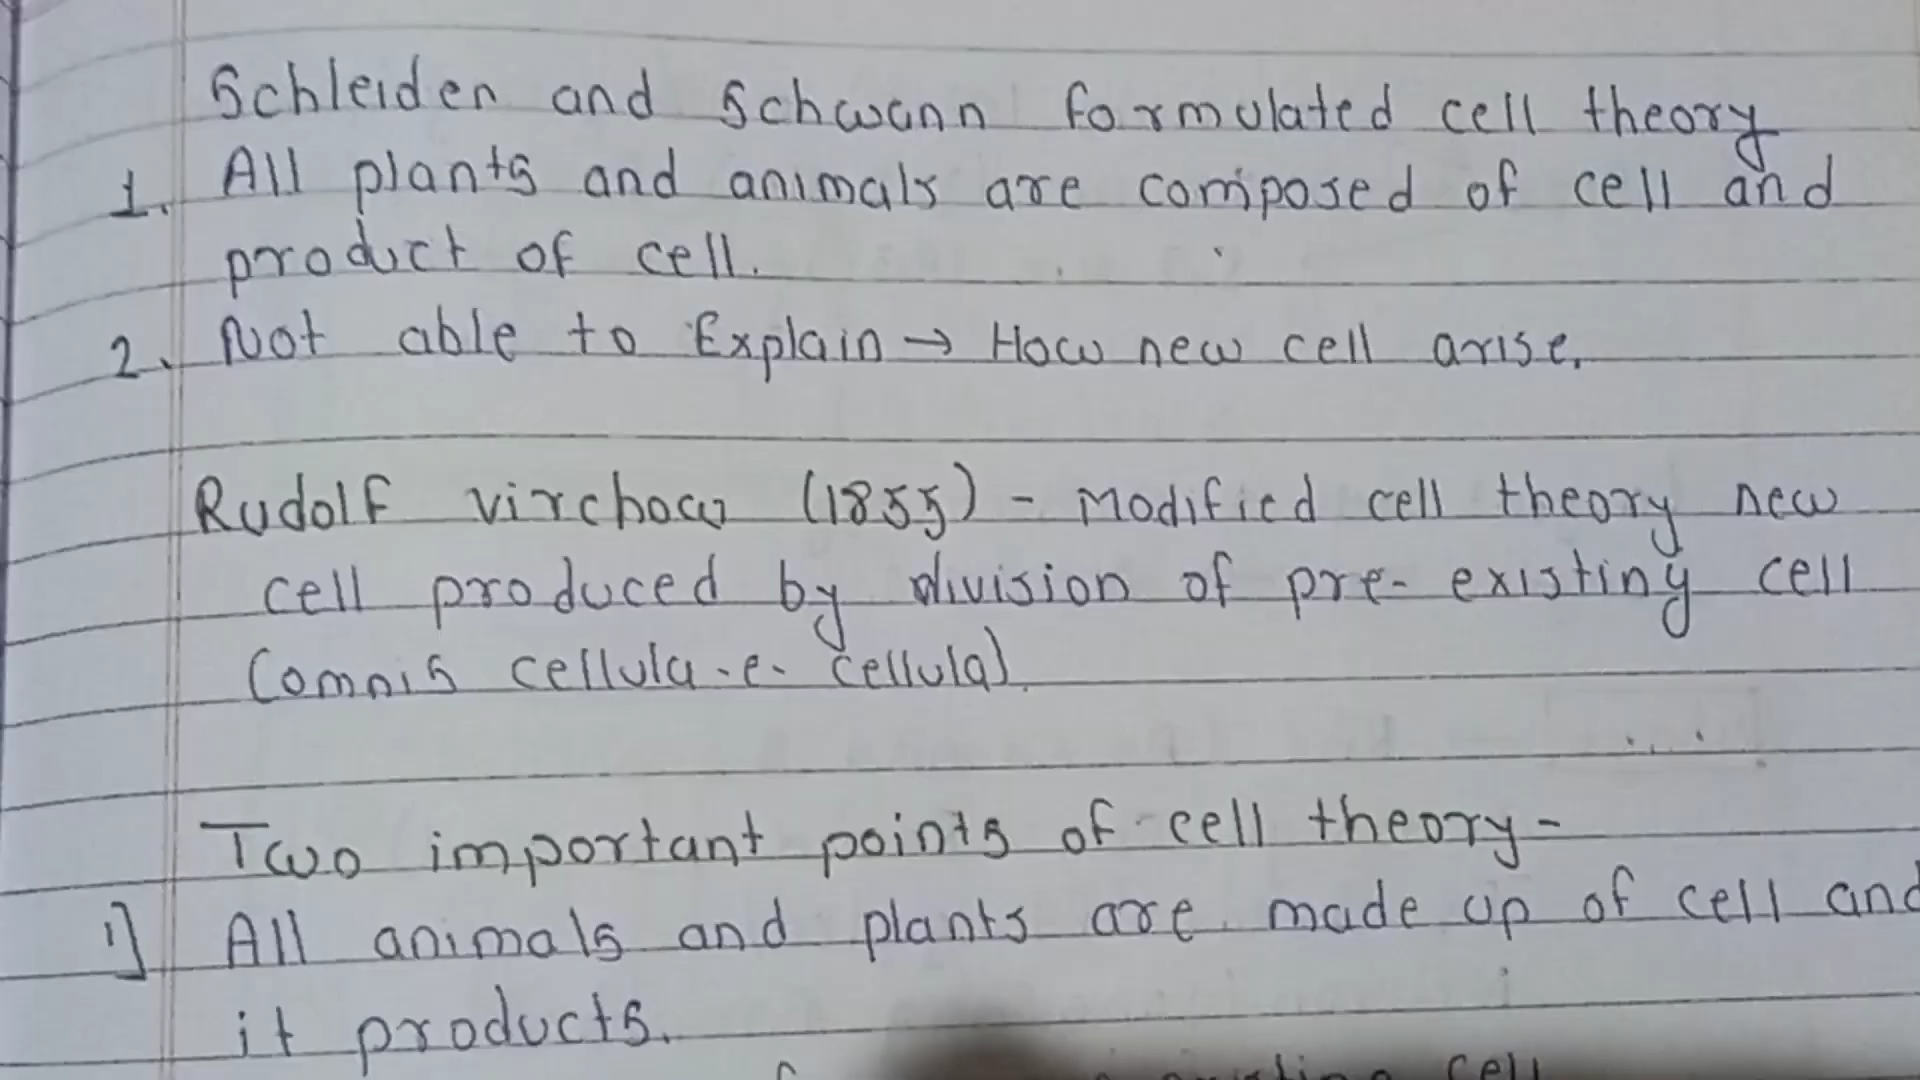 Schleiden and Schwann formulated cell theory
1. All plants and animals are composed of cell and
product of cell.
2. Not able to Explain → How new cell arise.
Rudolf virchow (1855) - Modified cell theory new
cell produced by division of pre-existing cell
(omnis cellula-e-cellula).
Two important points of cell theory-
1] All animals and plants are made up of cell and
it products.
cell